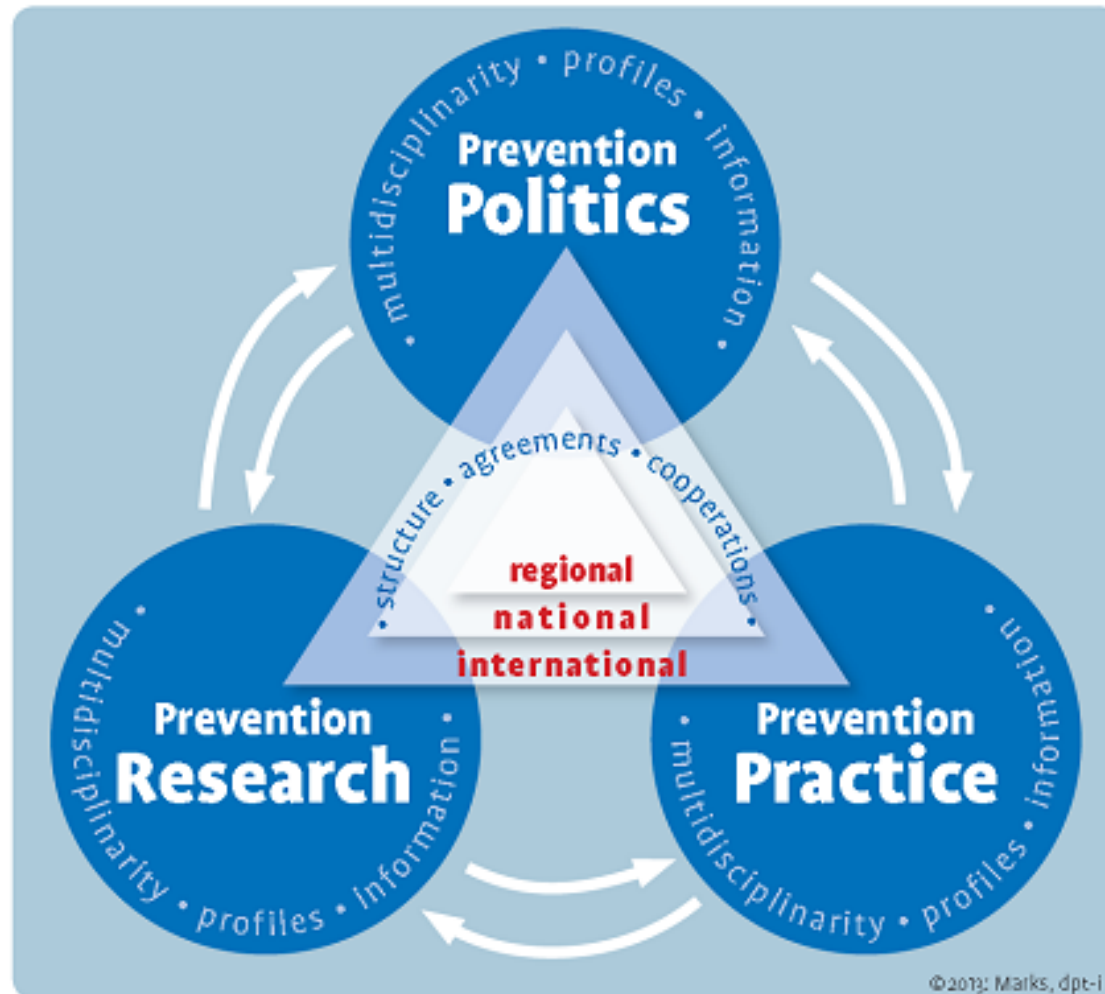 • multidisciplinarity • profiles • information •
Prevention
Politics
• structure • agreements • cooperations •
regional
national
international
• multidisciplinarity • profiles • information •
Prevention
Research
• multidisciplinarity • profiles • information •
Prevention
Practice
©2013: Marks, dpt-i